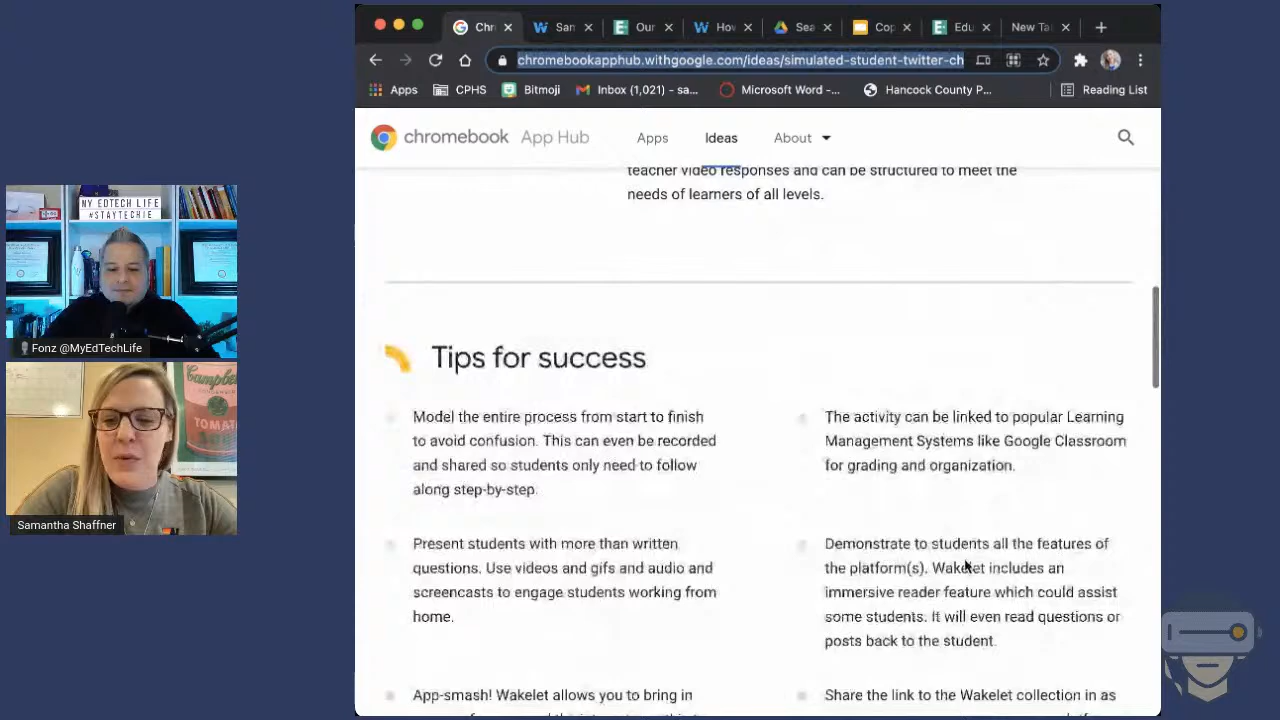 Chr
San
Our
How
Sea
Cop
Edu
New Ta
chromebookapphub.withgoogle.com/ideas/simulated-student-twitter-ch
Apps
CPHS
Bitmoji
Inbox (1,021) – sa...
Microsoft Word –...
Hancock County P...
Reading List
chromebook App Hub
Apps
Ideas
About
teacher video responses and can be structured to meet the
needs of learners of all levels.
Tips for success
Model the entire process from start to finish
to avoid confusion. This can even be recorded
and shared so students only need to follow
along step-by-step.
The activity can be linked to popular Learning
Management Systems like Google Classroom
for grading and organization.
Present students with more than written
questions. Use videos and gifs and audio and
screencasts to engage students working from
home.
Demonstrate to students all the features of
the platform(s). Wakelet includes an
immersive reader feature which could assist
some students. It will even read questions or
posts back to the student.
App-smash! Wakelet allows you to bring in
Share the link to the Wakelet collection in as
MY EDTECH LIFE
#STAYTECHIE
Fonz @MyEdTechLife
Campbell's
TOMATO
Samantha Shaffner